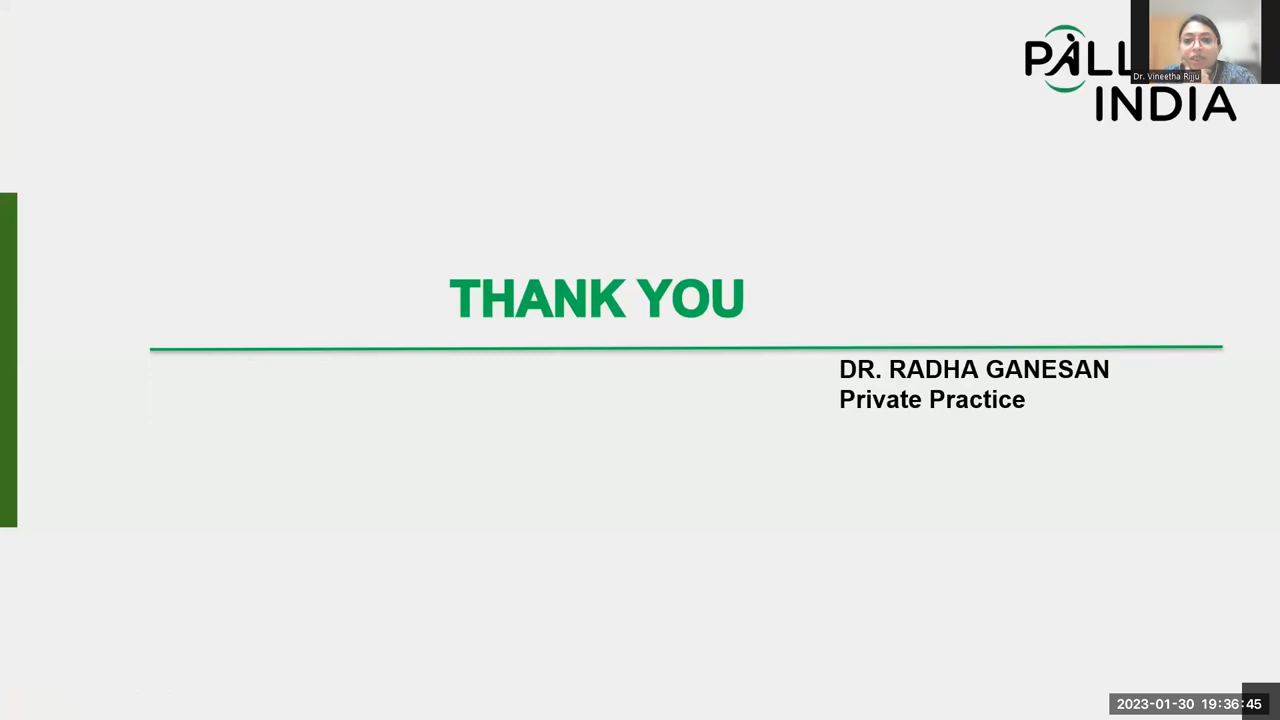 PALL
INDIA
Dr. Vineetha Rijju
THANK YOU
DR. RADHA GANESAN
Private Practice
2023-01-30 19:36:45